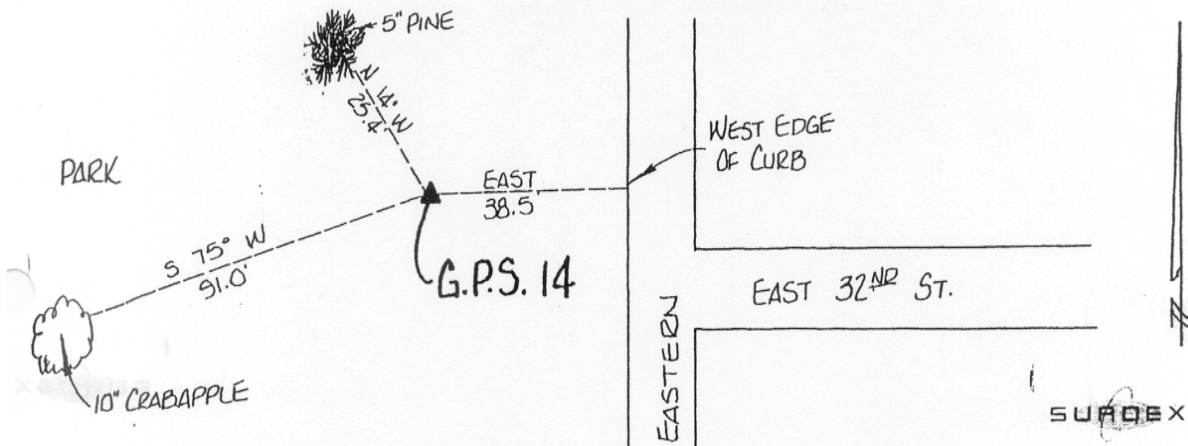 5" PINE
N 14° W
25.4'
WEST EDGE
OF CURB
PARK
EAST
38.5'
S 75° W
91.0'
G.P.S. 14
EAST 32ND ST.
EASTERN
10" CRABAPPLE
SURDEX